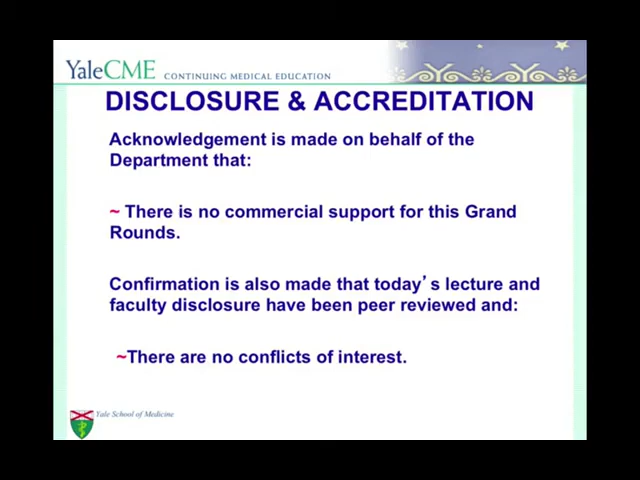 YaleCME CONTINUING MEDICAL EDUCATION
DISCLOSURE & ACCREDITATION
Acknowledgement is made on behalf of the
Department that:
~ There is no commercial support for this Grand
Rounds.
Confirmation is also made that today’s lecture and
faculty disclosure have been peer reviewed and:
~There are no conflicts of interest.
Yale School of Medicine